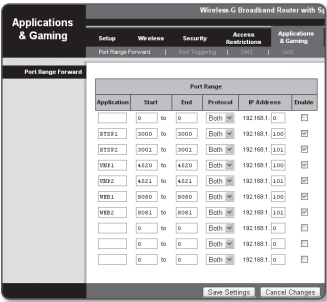 Wireless-G Broadband Router with Sp
Applications & Gaming
Setup Wireless Security Access Restrictions Applications & Gaming
Port Range Forward | Port Triggering | DMZ | QoS
Port Range Forward
Port Range
Application Start End Protocol IP Address Enable
0 to 0 Both 192.168.1. 0
RTSP1 3000 to 3000 Both 192.168.1. 100
RTSP2 3001 to 3001 Both 192.168.1. 101
VNP1 4520 to 4520 Both 192.168.1. 100
VNP2 4521 to 4521 Both 192.168.1. 101
WEB1 8080 to 8080 Both 192.168.1. 100
WEB2 8081 to 8081 Both 192.168.1. 101
0 to 0 Both 192.168.1. 0
0 to 0 Both 192.168.1. 0
0 to 0 Both 192.168.1. 0
Save Settings Cancel Changes